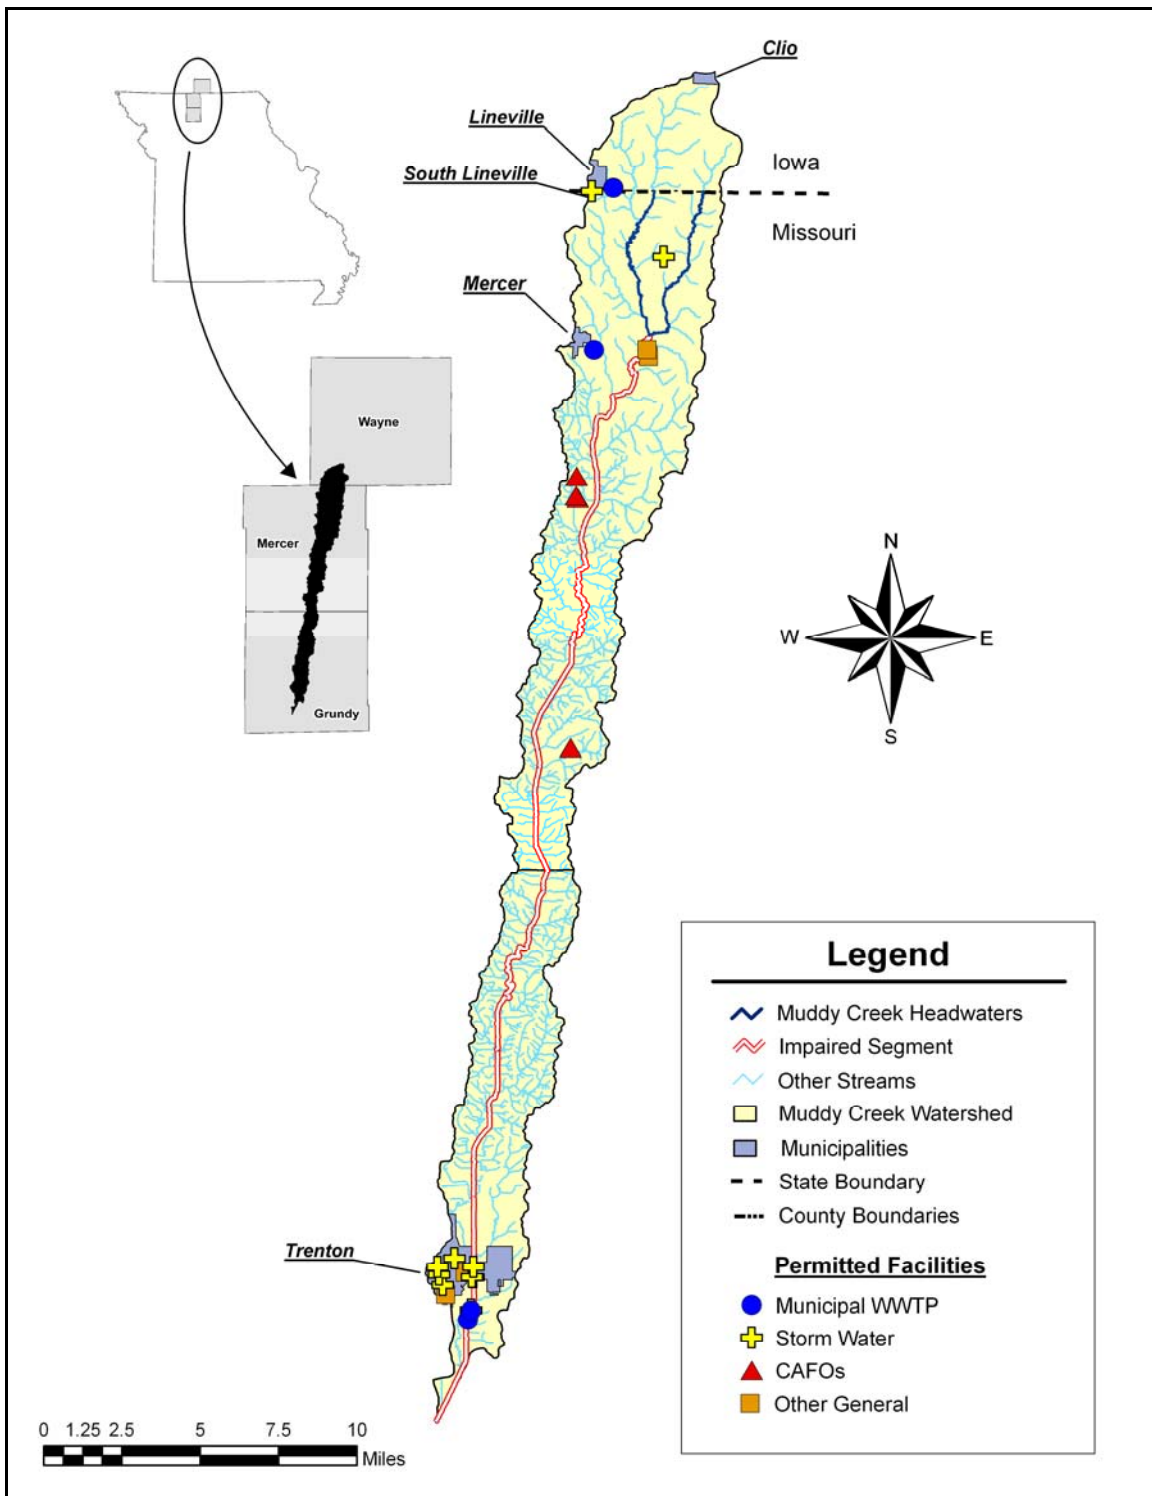 Clio
Lineville
South Lineville
Iowa
Missouri
Mercer
Wayne
Mercer
Grundy
N
W
E
S
Trenton
Legend
Muddy Creek Headwaters
Impaired Segment
Other Streams
Muddy Creek Watershed
Municipalities
State Boundary
County Boundaries
Permitted Facilities
Municipal WWTP
Storm Water
CAFOs
Other General
0 1.25 2.5 5 7.5 10
Miles